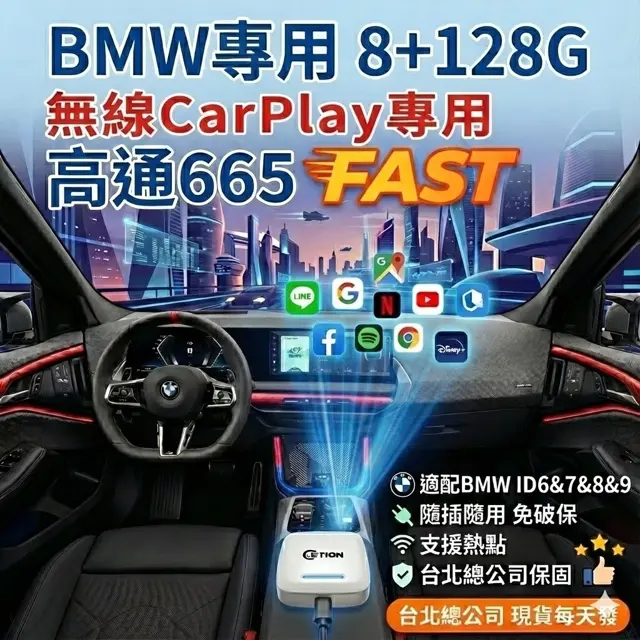 BMW專用 8+128G
無線CarPlay專用
高通665 FAST
LINE
Disney+
適配BMW ID6&7&8&9
隨插隨用 免破保
支援熱點
台北總公司保固
台北總公司 現貨每天發